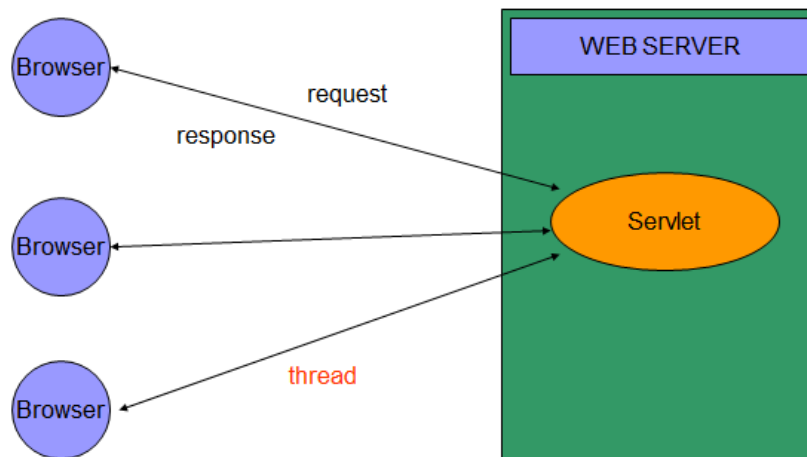 Browser
WEB SERVER
request
response
Browser
Servlet
thread
Browser